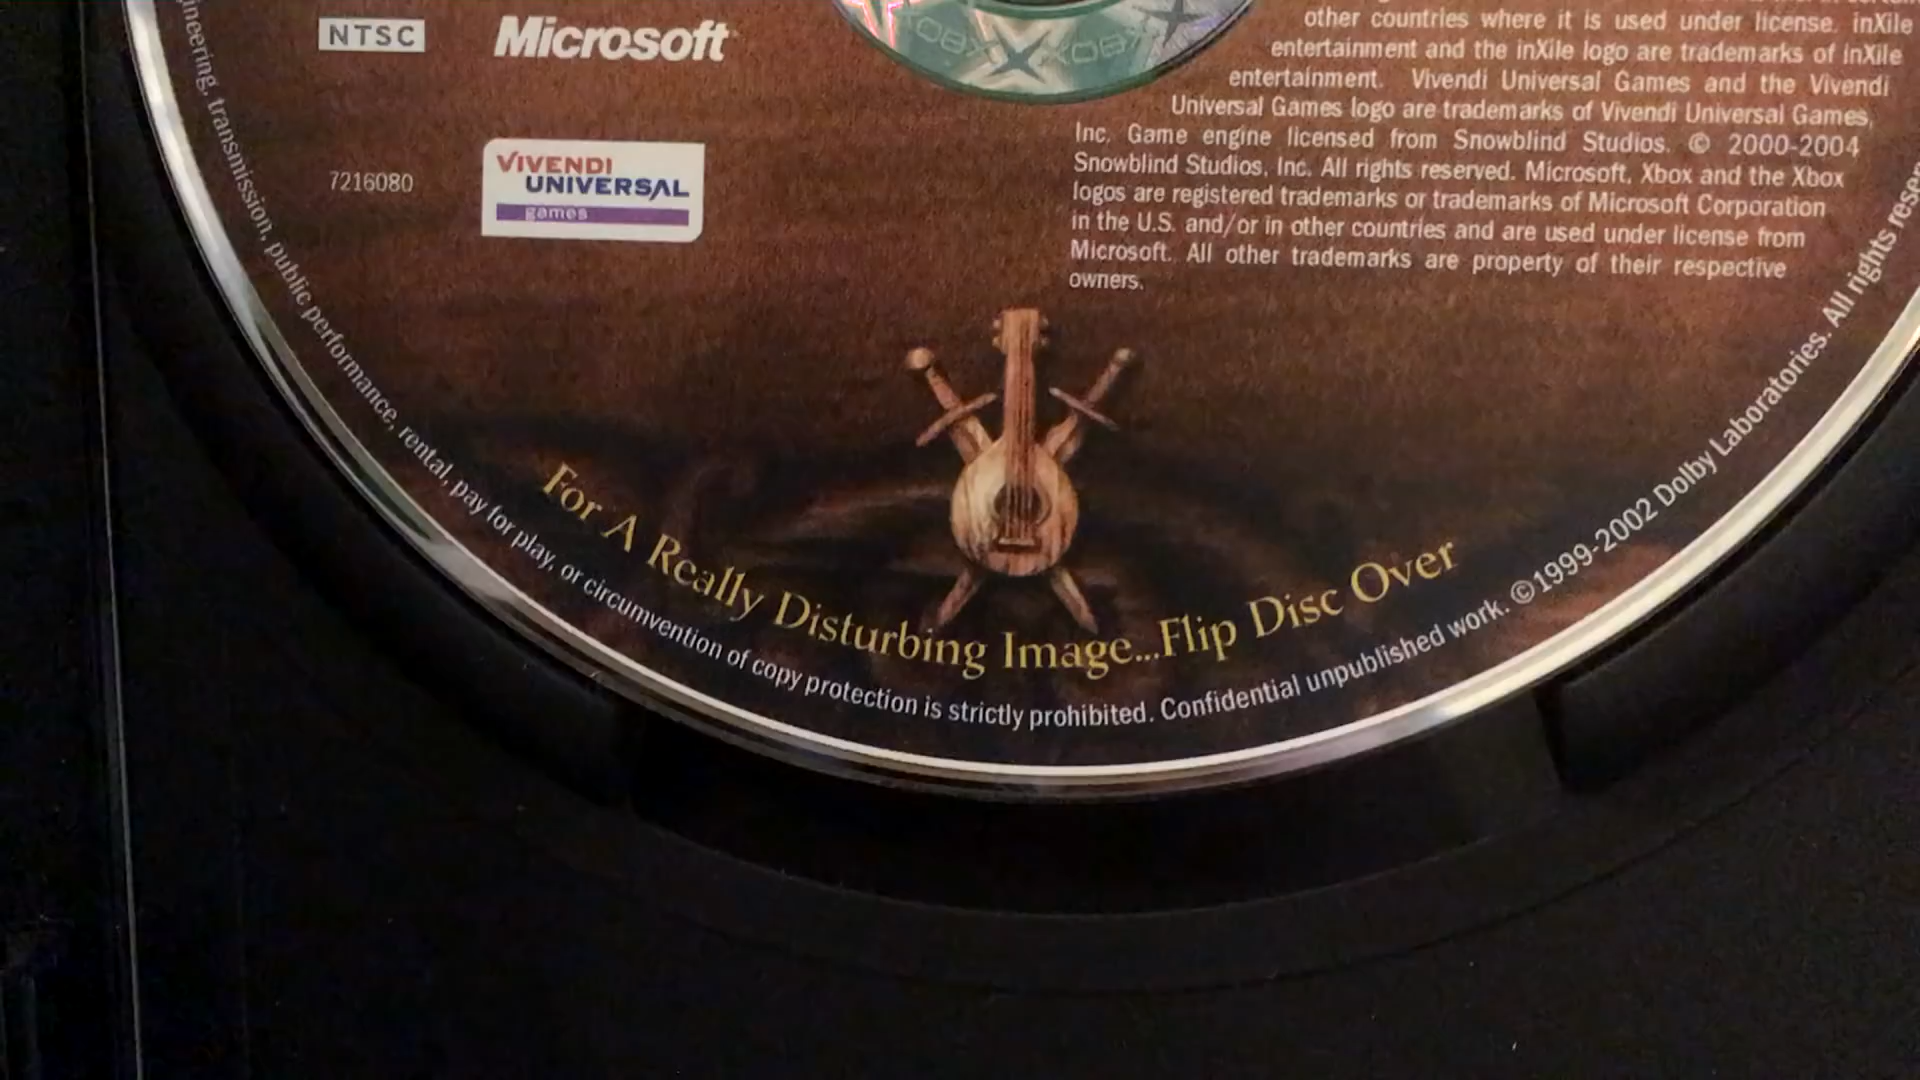 NTSC
Microsoft
7216080
VIVENDI
UNIVERSAL
games
XBOX XBOX
other countries where it is used under license. inXile
entertainment and the inXile logo are trademarks of inXile
entertainment. Vivendi Universal Games and the Vivendi
Universal Games logo are trademarks of Vivendi Universal Games,
Inc. Game engine licensed from Snowblind Studios. © 2000-2004
Snowblind Studios, Inc. All rights reserved. Microsoft, Xbox and the Xbox
logos are registered trademarks or trademarks of Microsoft Corporation
in the U.S. and/or in other countries and are used under license from
Microsoft. All other trademarks are property of their respective
owners.
For A Really Disturbing Image...Flip Disc Over
transmission, public performance, rental, pay for play, or circumvention of copy protection is strictly prohibited. Confidential unpublished work. ©1999-2002 Dolby Laboratories. All rights